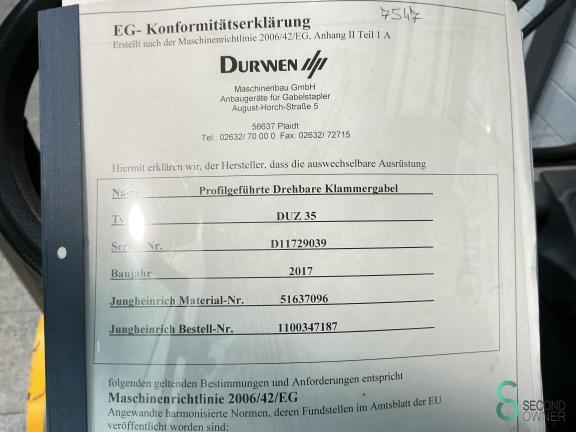 7547
EG- Konformitätserklärung
Erstellt nach der Maschinenrichtlinie 2006/42/EG, Anhang II Teil 1 A
DURWEN
Maschinenbau GmbH
Anbaugeräte für Gabelstapler
August-Horch-Straße 5
56637 Plaidt
Tel.: 02632/ 70 00 0 Fax: 02632/ 72715
Hiermit erklären wir, der Hersteller, dass die auswechselbare Ausrüstung
Name Profilgeführte Drehbare Klammergabel
Typ DUZ 35
Serien Nr. D11729039
Baujahr 2017
Jungheinrich Material-Nr. 51637096
Jungheinrich Bestell-Nr. 1100347187
folgenden geltenden Bestimmungen und Anforderungen entspricht
Maschinenrichtlinie 2006/42/EG
Angewandte harmonisierte Normen, deren Fundstellen im Amtsblatt der EU
veröffentlicht worden sind:
SECOND
OWNER